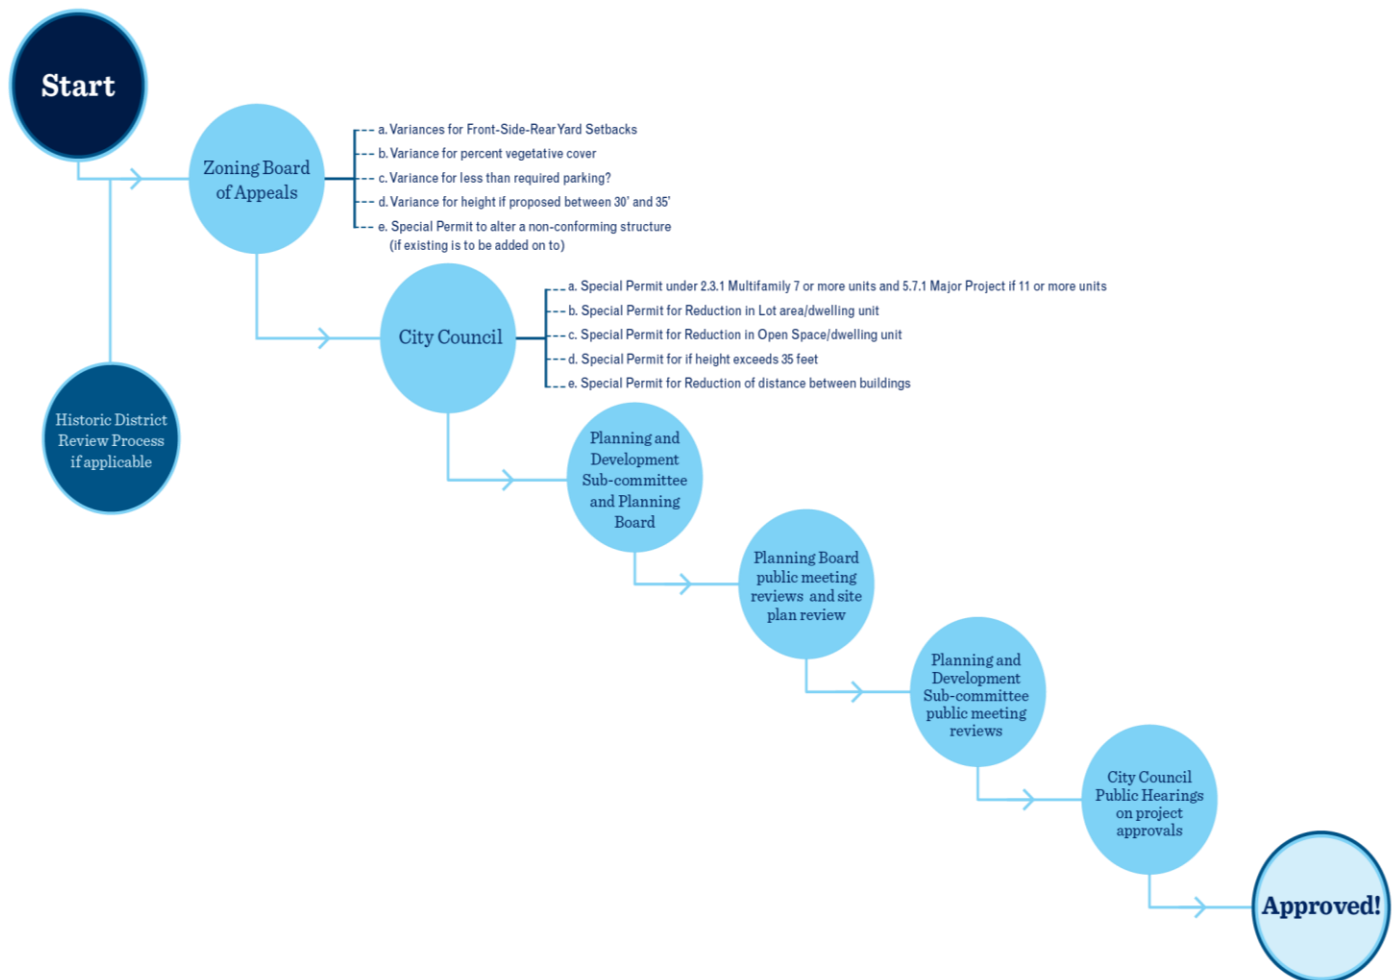 Start
Zoning Board
of Appeals
a. Variances for Front-Side-Rear Yard Setbacks
b. Variance for percent vegetative cover
c. Variance for less than required parking?
d. Variance for height if proposed between 30' and 35'
e. Special Permit to alter a non-conforming structure
(if existing is to be added on to)
City Council
a. Special Permit under 2.3.1 Multifamily 7 or more units and 5.7.1 Major Project if 11 or more units
b. Special Permit for Reduction in Lot area/dwelling unit
c. Special Permit for Reduction in Open Space/dwelling unit
d. Special Permit for if height exceeds 35 feet
e. Special Permit for Reduction of distance between buildings
Historic District
Review Process
if applicable
Planning and
Development
Sub-committee
and Planning
Board
Planning Board
public meeting
reviews and site
plan review
Planning and
Development
Sub-committee
public meeting
reviews
City Council
Public Hearings
on project
approvals
Approved!